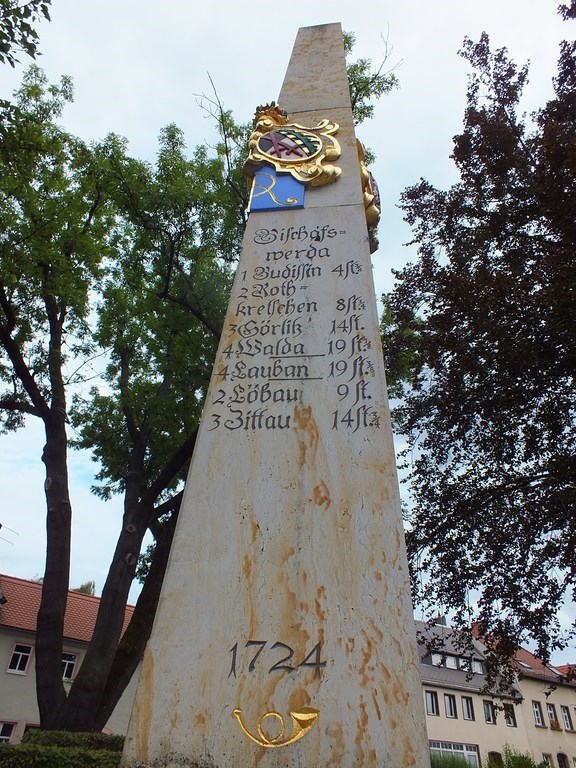 R
Bischofs=
werda
1 Budissin 4 st.
2 Roth=
kretschen 8 st.
3 Görlitz 14 st.
4 Walda 19 st.
4 Lauban 19 st.
2 Löbau 9 st.
3 Zittau 14 st.
1724